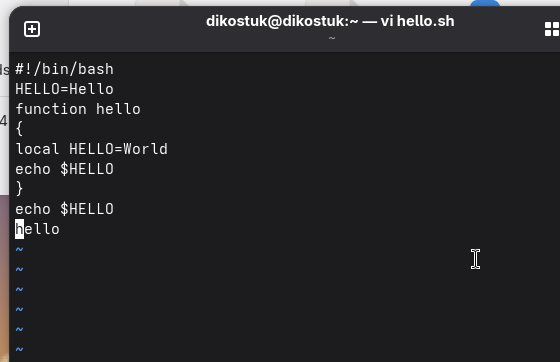 dikostuk@dikostuk:~ — vi hello.sh
~
#!/bin/bash
HELLO=Hello
function hello
{
local HELLO=World
echo $HELLO
}
echo $HELLO
hello
~
~
~
~
~
~